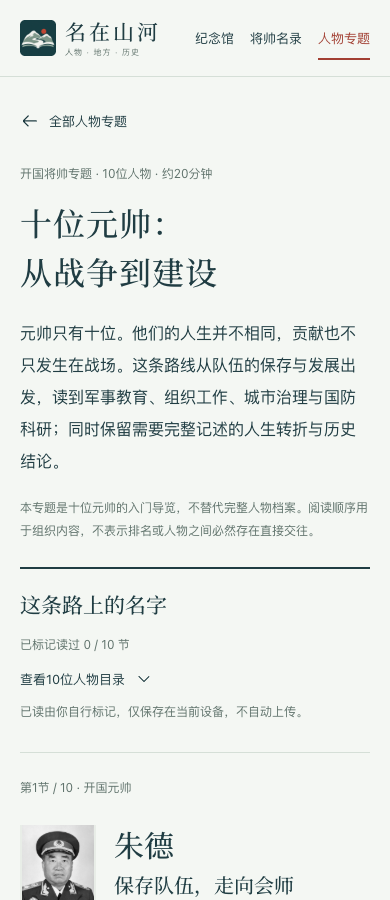 名在山河
人物 · 地方 · 历史
纪念馆
将帅名录
人物专题
← 全部人物专题
开国将帅专题 · 10位人物 · 约20分钟
十位元帅：
从战争到建设
元帅只有十位。他们的人生并不相同，贡献也不
只发生在战场。这条路线从队伍的保存与发展出
发，读到军事教育、组织工作、城市治理与国防
科研；同时保留需要完整记述的人生转折与历史
结论。
本专题是十位元帅的入门导览，不替代完整人物档案。阅读顺序用
于组织内容，不表示排名或人物之间必然存在直接交往。
这条路上的名字
已标记读过 0 / 10 节
查看10位人物目录
已读由你自行标记，仅保存在当前设备，不自动上传。
第1节 / 10 · 开国元帅
朱德
保存队伍，走向会师